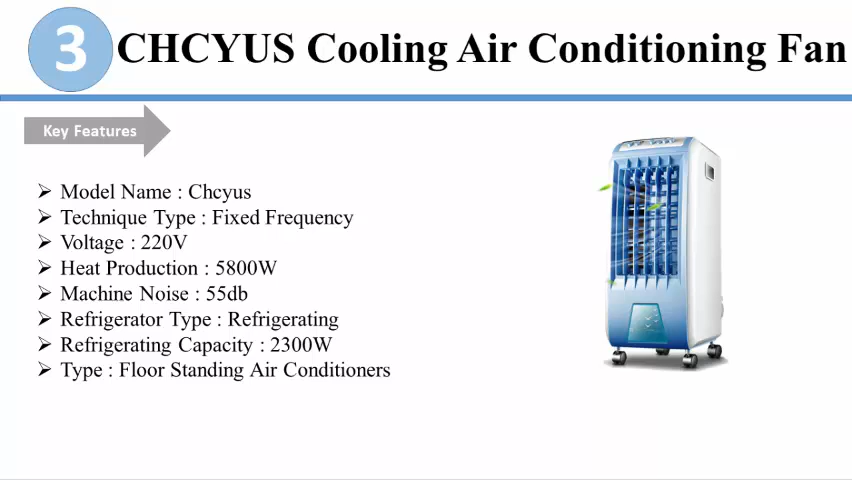 3
CHCYUS Cooling Air Conditioning Fan
Key Features
➢ Model Name : Chcyus
➢ Technique Type : Fixed Frequency
➢ Voltage : 220V
➢ Heat Production : 5800W
➢ Machine Noise : 55db
➢ Refrigerator Type : Refrigerating
➢ Refrigerating Capacity : 2300W
➢ Type : Floor Standing Air Conditioners